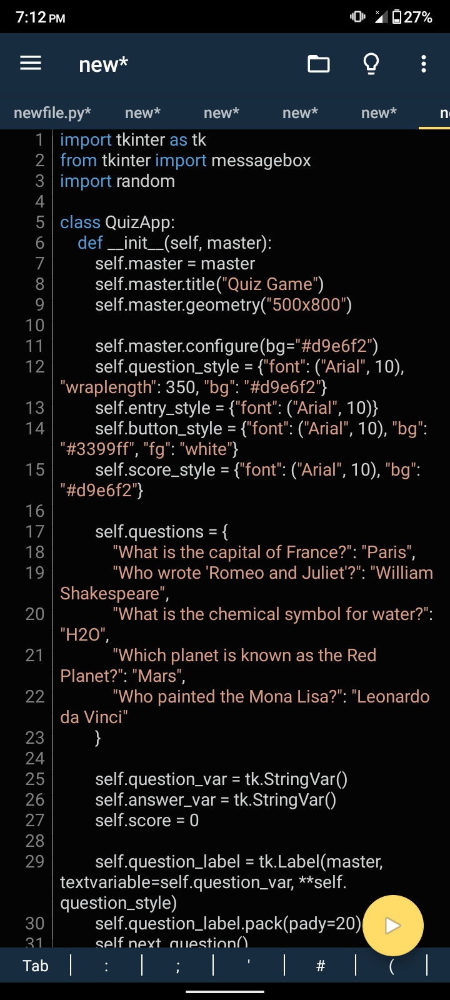 7:12 PM 27%
new*
newfile.py* new* new* new* new*
1 import tkinter as tk
2 from tkinter import messagebox
3 import random
4
5 class QuizApp:
6 def __init__(self, master):
7 self.master = master
8 self.master.title("Quiz Game")
9 self.master.geometry("500x800")
10
11 self.master.configure(bg="#d9e6f2")
12 self.question_style = {"font": ("Arial", 10),
"wraplength": 350, "bg": "#d9e6f2"}
13 self.entry_style = {"font": ("Arial", 10)}
14 self.button_style = {"font": ("Arial", 10), "bg":
"#3399ff", "fg": "white"}
15 self.score_style = {"font": ("Arial", 10), "bg":
"#d9e6f2"}
16
17 self.questions = {
18 "What is the capital of France?": "Paris",
19 "Who wrote 'Romeo and Juliet'?": "William
Shakespeare",
20 "What is the chemical symbol for water?":
"H2O",
21 "Which planet is known as the Red
Planet?": "Mars",
22 "Who painted the Mona Lisa?": "Leonardo
da Vinci"
23 }
24
25 self.question_var = tk.StringVar()
26 self.answer_var = tk.StringVar()
27 self.score = 0
28
29 self.question_label = tk.Label(master,
textvariable=self.question_var, **self.
question_style)
30 self.question_label.pack(pady=20)
31 self.next_question()
Tab : ; ' # (